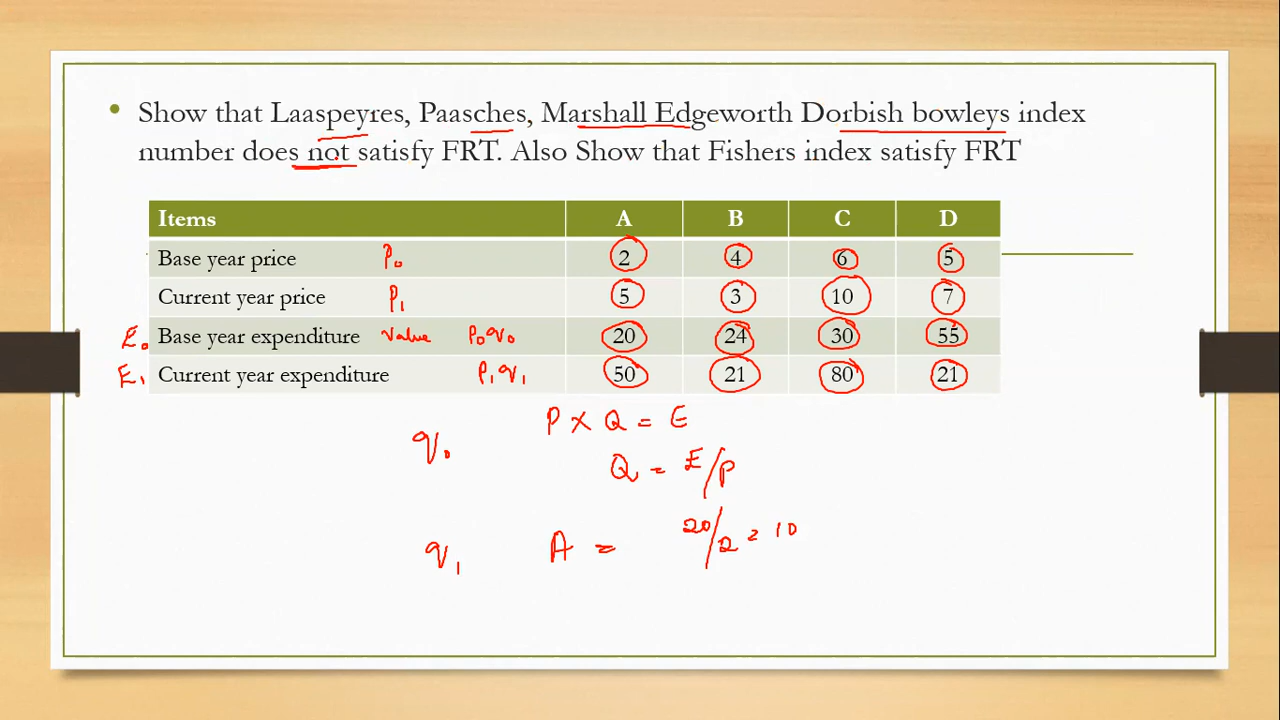 • Show that Laaspeyres, Paasches, Marshall Edgeworth Dorbish bowleys index
number does not satisfy FRT. Also Show that Fishers index satisfy FRT
Items A B C D
Base year price P₀ 2 4 6 5
Current year price P₁ 5 3 10 7
E₀ Base year expenditure value P₀q₀ 20 24 30 55
E₁ Current year expenditure P₁q₁ 50 21 80 21
P × Q = E
q₀
Q = E/P
A = 20/2 = 10
q₁